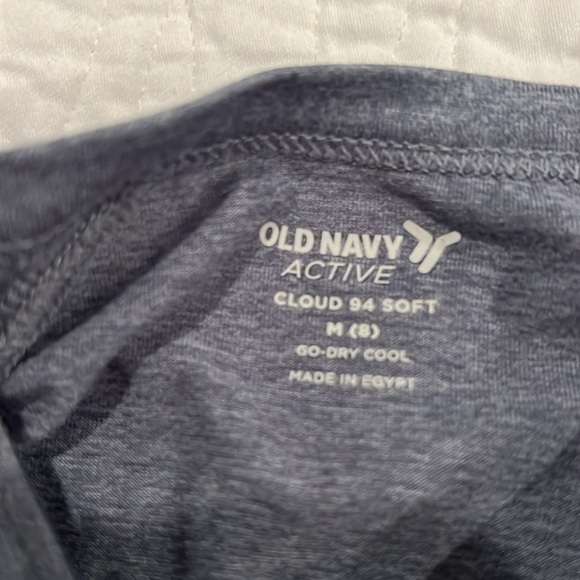 OLD NAVY
ACTIVE
CLOUD 94 SOFT
M (8)
GO-DRY COOL
MADE IN EGYPT